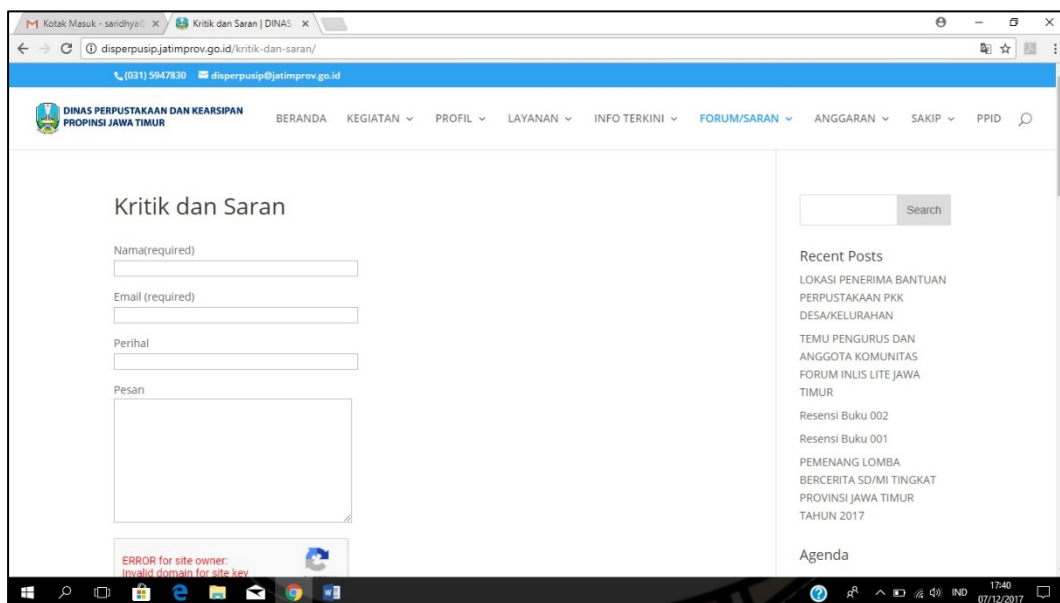 Kotak Masuk - saridhya
Kritik dan Saran | DINAS
disperpusip.jatimprov.go.id/kritik-dan-saran/
(031) 5947830 disperpusip@jatimprov.go.id
DINAS PERPUSTAKAAN DAN KEARSIPAN
PROPINSI JAWA TIMUR
BERANDA KEGIATAN PROFIL LAYANAN INFO TERKINI FORUM/SARAN ANGGARAN SAKIP PPID
Kritik dan Saran
Nama(required)
Email (required)
Perihal
Pesan
ERROR for site owner:
Invalid domain for site key
Search
Recent Posts
LOKASI PENERIMA BANTUAN
PERPUSTAKAAN PKK
DESA/KELURAHAN
TEMU PENGURUS DAN
ANGGOTA KOMUNITAS
FORUM INLIS LITE JAWA
TIMUR
Resensi Buku 002
Resensi Buku 001
PEMENANG LOMBA
BERCERITA SD/MI TINGKAT
PROVINSI JAWA TIMUR
TAHUN 2017
Agenda
IND
17:40
07/12/2017